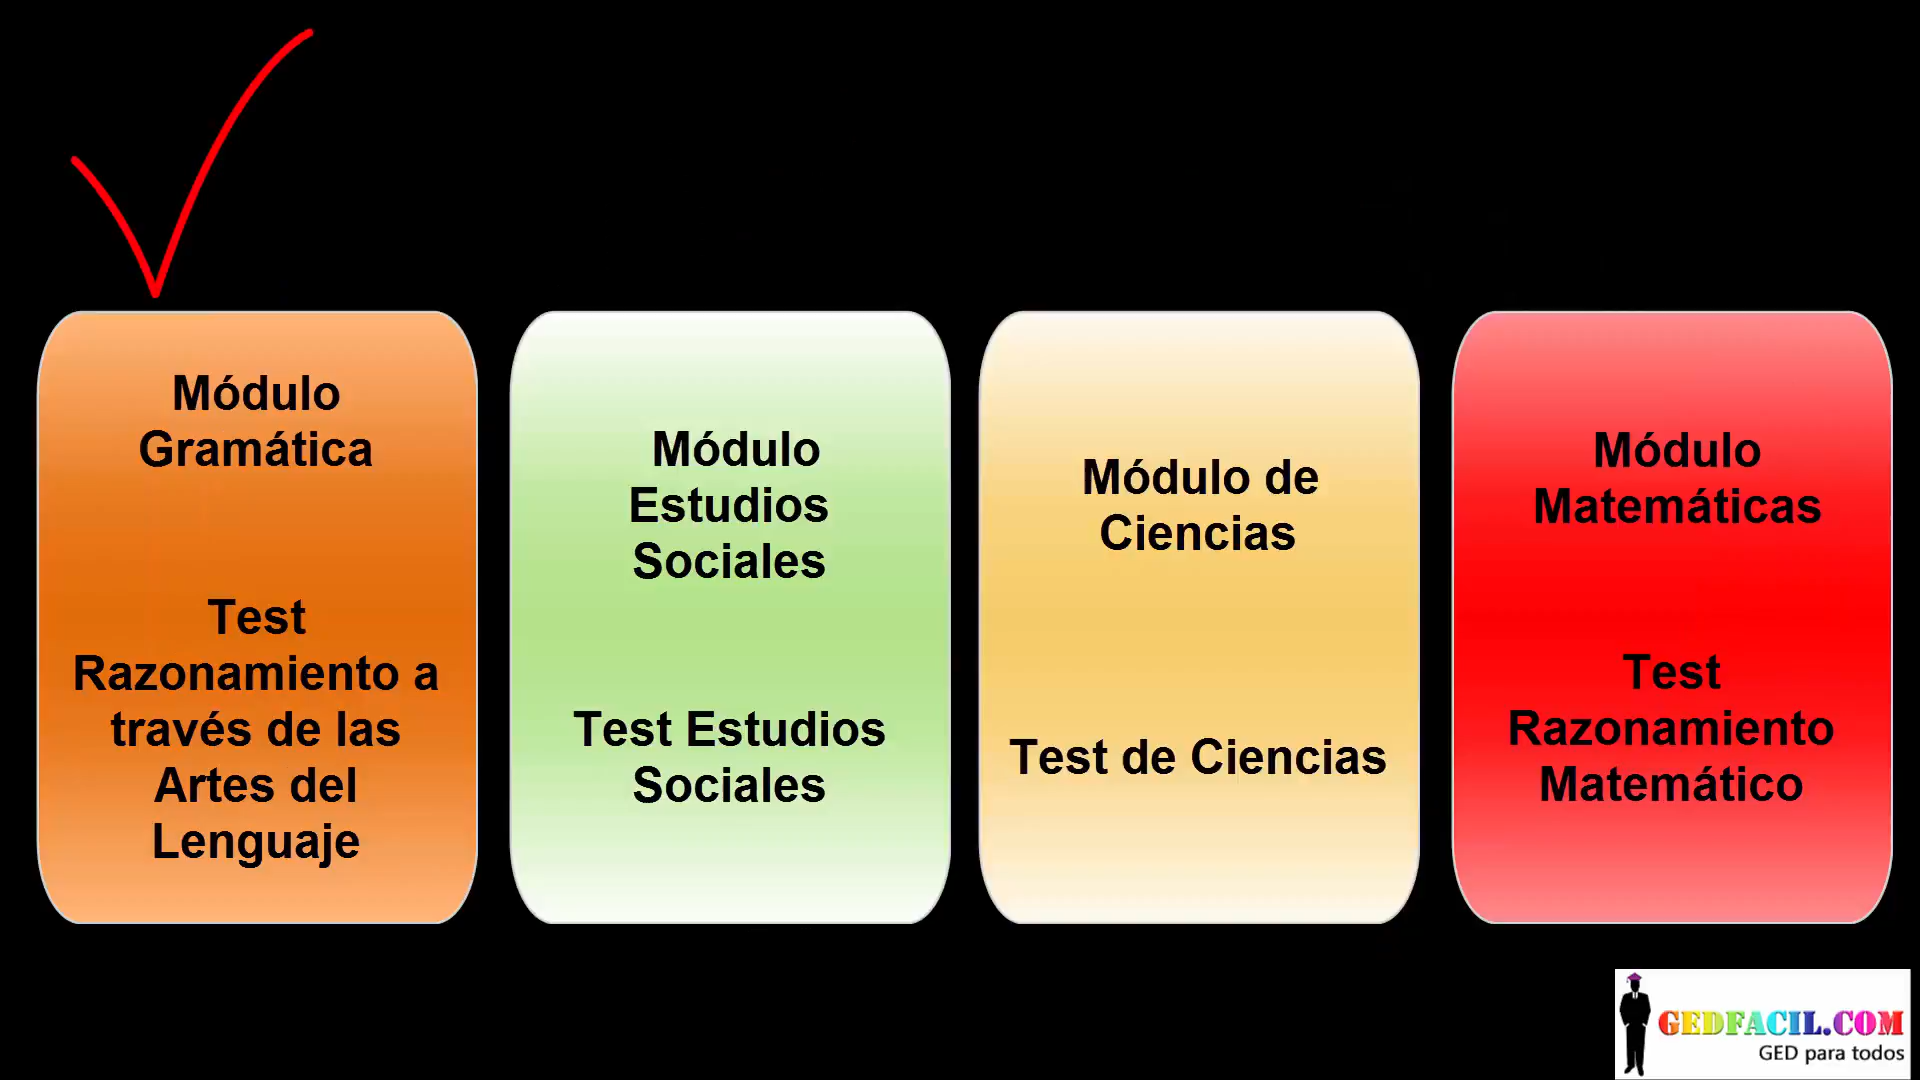 Módulo
Gramática
Test
Razonamiento a
través de las
Artes del
Lenguaje
Módulo
Estudios
Sociales
Test Estudios
Sociales
Módulo de
Ciencias
Test de Ciencias
Módulo
Matemáticas
Test
Razonamiento
Matemático
GEDFACIL.COM
GED para todos